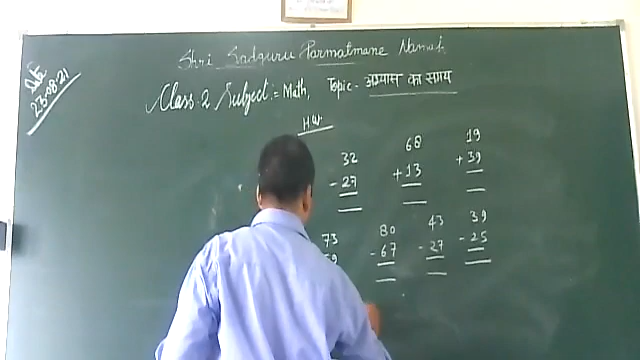 Shri Sadguru Parmatmane Namah
Date
23.08.21
Class.2 Subject:= Math, Topic- अभ्यास का समय
H.W.
32 68 19
- 27 + 13 + 39
73 80 43 39
59 - 67 - 27 - 25